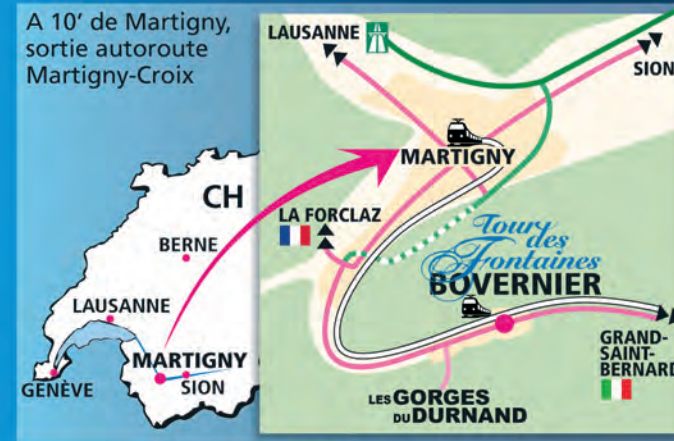 A 10’ de Martigny,
sortie autoroute
Martigny-Croix
CH
BERNE
LAUSANNE
MARTIGNY
GENÈVE
SION
LAUSANNE
SION
MARTIGNY
LA FORCLAZ
Tour
des
Fontaines
BOVERNIER
GRAND-
SAINT-
BERNARD
LES GORGES
DU DURNAND